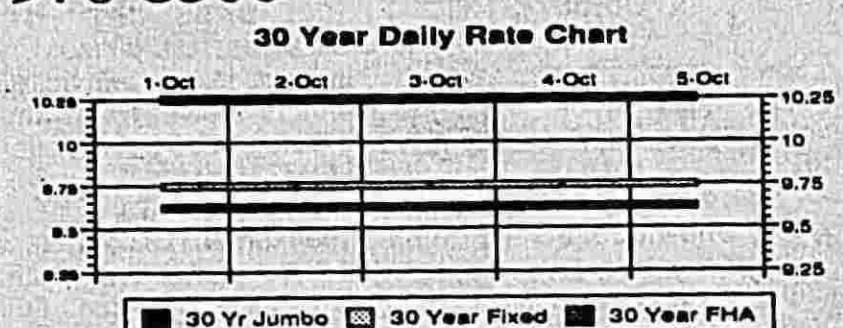 30 Year Daily Rate Chart
1-Oct 2-Oct 3-Oct 4-Oct 5-Oct
10.25 10.25
10 10
9.75 9.75
9.5 9.5
9.25 9.25
30 Yr Jumbo 30 Year Fixed 30 Year FHA